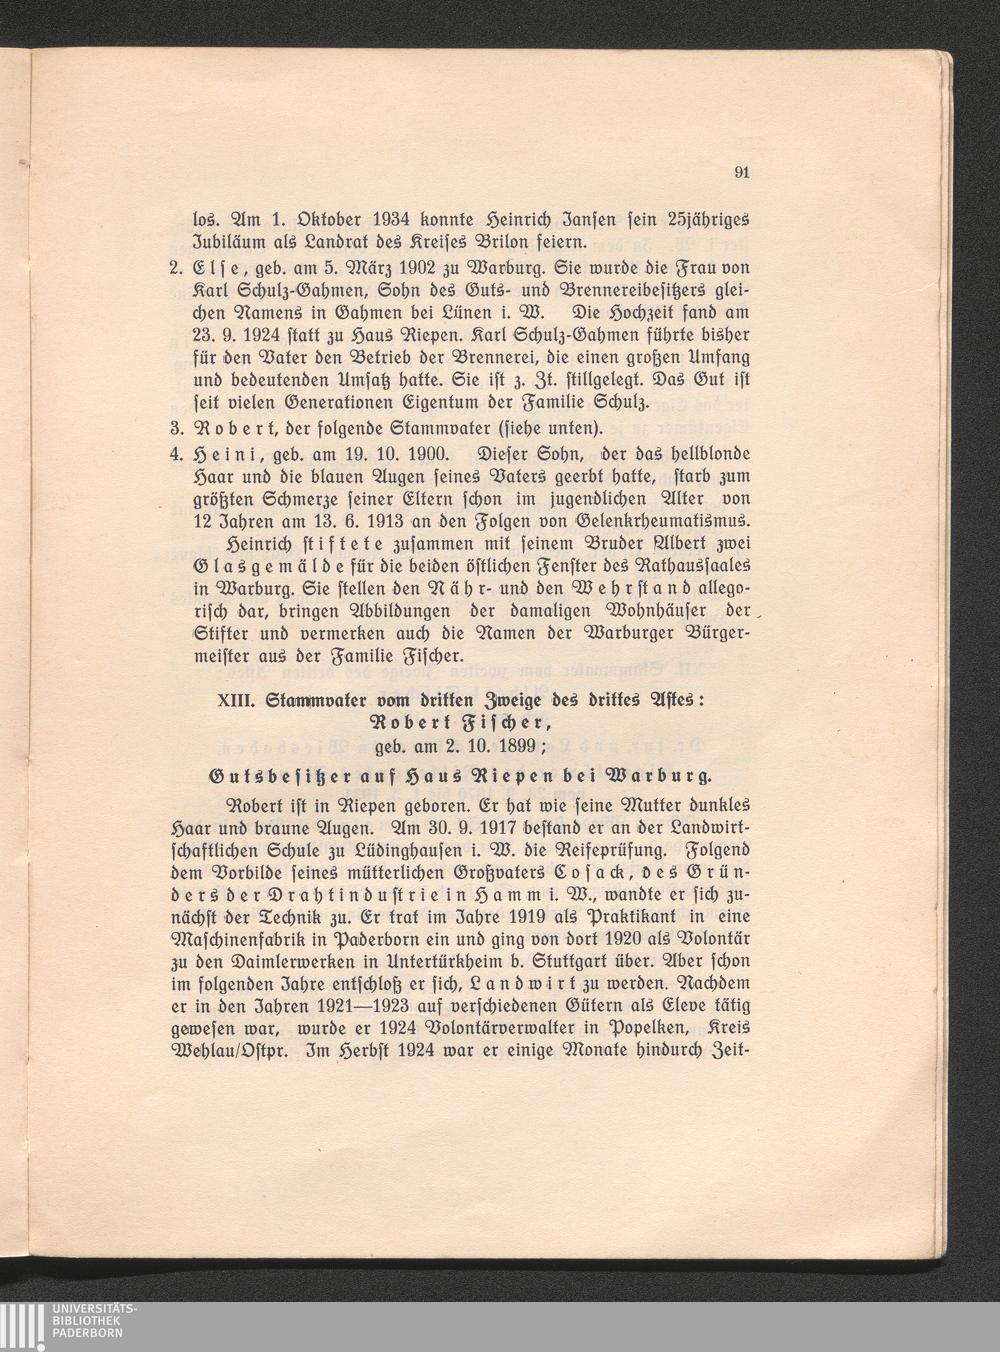 91
los. Am 1. Oktober 1934 konnte Heinrich Jansen sein 25jähriges
Jubiläum als Landrat des Kreises Brilon feiern.
2. Else, geb. am 5. März 1902 zu Warburg. Sie wurde die Frau von
Karl Schulz-Gahmen, Sohn des Guts- und Brennereibesitzers glei-
chen Namens in Gahmen bei Lünen i. W. Die Hochzeit fand am
23. 9. 1924 statt zu Haus Riepen. Karl Schulz-Gahmen führte bisher
für den Vater den Betrieb der Brennerei, die einen großen Umfang
und bedeutenden Umsatz hatte. Sie ist z. Zt. stillgelegt. Das Gut ist
seit vielen Generationen Eigentum der Familie Schulz.
3. Robert, der folgende Stammvater (siehe unten).
4. Heini, geb. am 19. 10. 1900. Dieser Sohn, der das hellblonde
Haar und die blauen Augen seines Vaters geerbt hatte, starb zum
größten Schmerze seiner Eltern schon im jugendlichen Alter von
12 Jahren am 13. 6. 1913 an den Folgen von Gelenkrheumatismus.
Heinrich stiftete zusammen mit seinem Bruder Albert zwei
Glasgemälde für die beiden östlichen Fenster des Rathaussaales
in Warburg. Sie stellen den Nähr- und den Wehrstand allego-
risch dar, bringen Abbildungen der damaligen Wohnhäuser der
Stifter und vermerken auch die Namen der Warburger Bürger-
meister aus der Familie Fischer.
XIII. Stammvater vom dritten Zweige des drittes Astes:
Robert Fischer,
geb. am 2. 10. 1899;
Gutsbesitzer auf Haus Riepen bei Warburg.
Robert ist in Riepen geboren. Er hat wie seine Mutter dunkles
Haar und braune Augen. Am 30. 9. 1917 bestand er an der Landwirt-
schaftlichen Schule zu Lüdinghausen i. W. die Reifeprüfung. Folgend
dem Vorbilde seines mütterlichen Großvaters Cosack, des Grün-
ders der Drahtindustrie in Hamm i. W., wandte er sich zu-
nächst der Technik zu. Er trat im Jahre 1919 als Praktikant in eine
Maschinenfabrik in Paderborn ein und ging von dort 1920 als Volontär
zu den Daimlerwerken in Untertürkheim b. Stuttgart über. Aber schon
im folgenden Jahre entschloß er sich, Landwirt zu werden. Nachdem
er in den Jahren 1921—1923 auf verschiedenen Gütern als Eleve tätig
gewesen war, wurde er 1924 Volontärverwalter in Popelken, Kreis
Wehlau/Ostpr. Im Herbst 1924 war er einige Monate hindurch Zeit-
UNIVERSITÄTS-
BIBLIOTHEK
PADERBORN